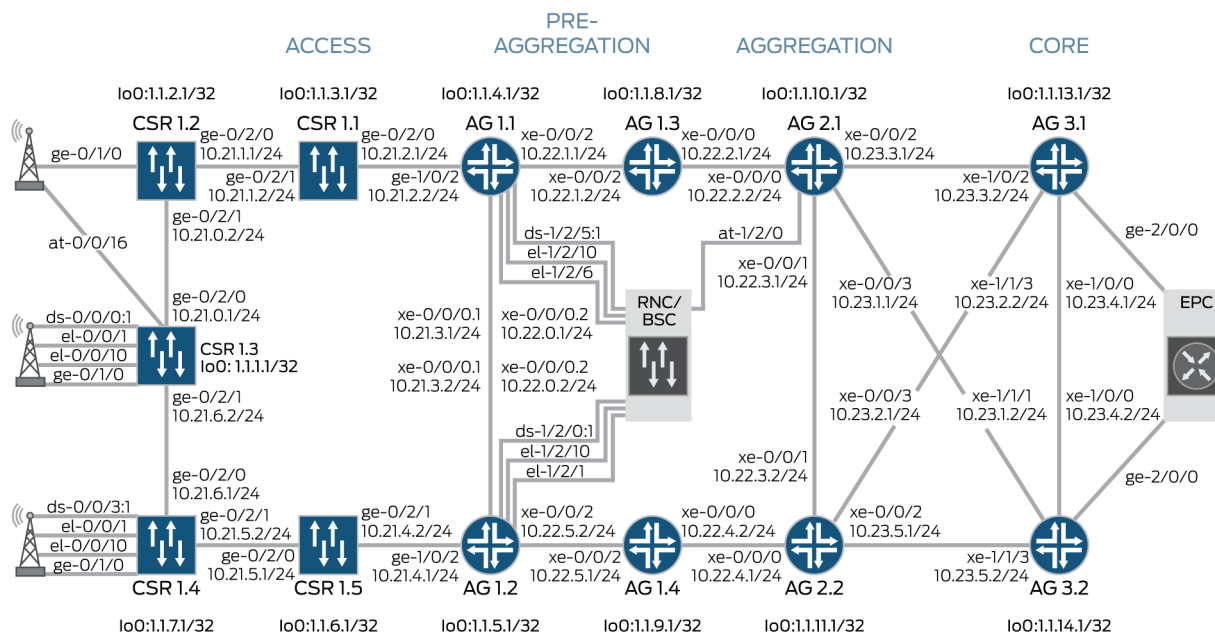 PRE-
ACCESS AGGREGATION AGGREGATION CORE
lo0:1.1.2.1/32 lo0:1.1.3.1/32 lo0:1.1.4.1/32 lo0:1.1.8.1/32 lo0:1.1.10.1/32 lo0:1.1.13.1/32
CSR 1.2 CSR 1.1 AG 1.1 AG 1.3 AG 2.1 AG 3.1
ge-0/1/0
ge-0/2/0
10.21.1.1/24
ge-0/2/1
10.21.1.2/24
ge-0/2/0
10.21.2.1/24
ge-1/0/2
10.21.2.2/24
xe-0/0/2
10.22.1.1/24
xe-0/0/2
10.22.1.2/24
xe-0/0/0
10.22.2.1/24
xe-0/0/0
10.22.2.2/24
xe-0/0/2
10.23.3.1/24
xe-1/0/2
10.23.3.2/24
at-0/0/16
ge-0/2/1
10.21.0.2/24
ds-1/2/5:1
el-1/2/10
el-1/2/6
at-1/2/0
xe-0/0/1
10.22.3.1/24
ge-2/0/0
ge-0/2/0
10.21.0.1/24
xe-0/0/3
10.23.1.1/24
xe-1/1/3
10.23.2.2/24
xe-1/0/0
10.23.4.1/24
RNC/
BSC
EPC
ds-0/0/0:1
el-0/0/1
el-0/0/10
ge-0/1/0
CSR 1.3
lo0: 1.1.1.1/32
xe-0/0/0.1
10.21.3.1/24
xe-0/0/0.2
10.22.0.1/24
xe-0/0/0.1
10.21.3.2/24
xe-0/0/0.2
10.22.0.2/24
ge-0/2/1
10.21.6.2/24
xe-0/0/3
10.23.2.1/24
xe-1/1/1
10.23.1.2/24
xe-1/0/0
10.23.4.2/24
ds-1/2/0:1
el-1/2/10
el-1/2/1
xe-0/0/1
10.22.3.2/24
ge-2/0/0
ge-0/2/0
10.21.6.1/24
ds-0/0/3:1
el-0/0/1
el-0/0/10
ge-0/1/0
ge-0/2/1
10.21.5.2/24
ge-0/2/0
10.21.5.1/24
ge-0/2/1
10.21.4.2/24
ge-1/0/2
10.21.4.1/24
xe-0/0/2
10.22.5.2/24
xe-0/0/2
10.22.5.1/24
xe-0/0/0
10.22.4.2/24
xe-0/0/0
10.22.4.1/24
xe-0/0/2
10.23.5.1/24
xe-1/1/3
10.23.5.2/24
CSR 1.4 CSR 1.5 AG 1.2 AG 1.4 AG 2.2 AG 3.2
lo0:1.1.7.1/32 lo0:1.1.6.1/32 lo0:1.1.5.1/32 lo0:1.1.9.1/32 lo0:1.1.11.1/32 lo0:1.1.14.1/32